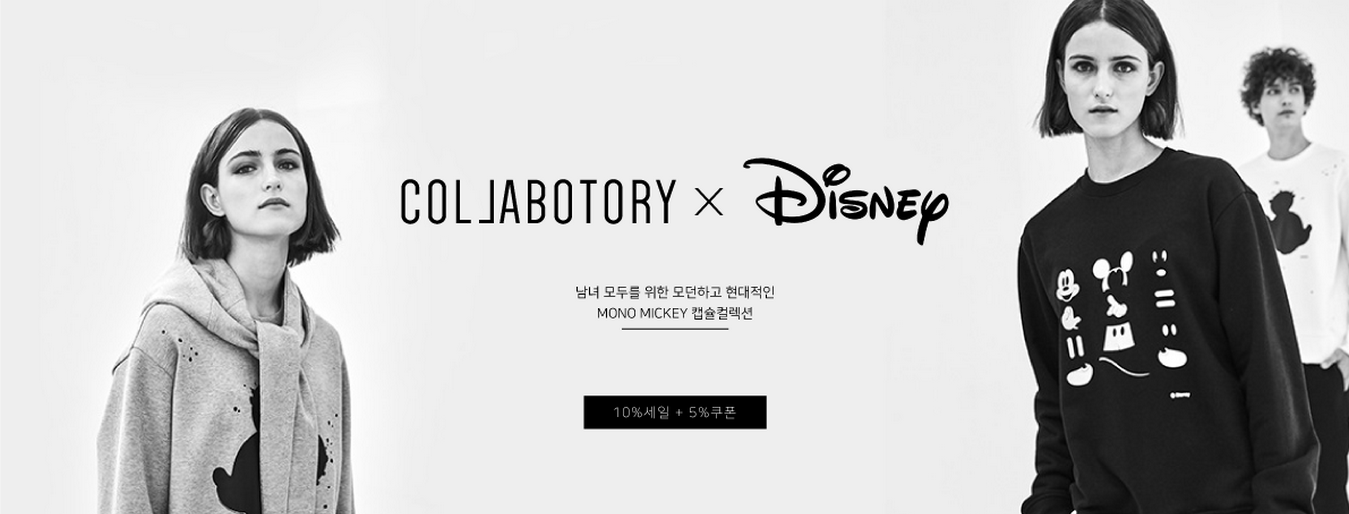 COLLABOTORY × Disney
남녀 모두를 위한 모던하고 현대적인
MONO MICKEY 캡슐컬렉션
10%세일 + 5%쿠폰
© Disney